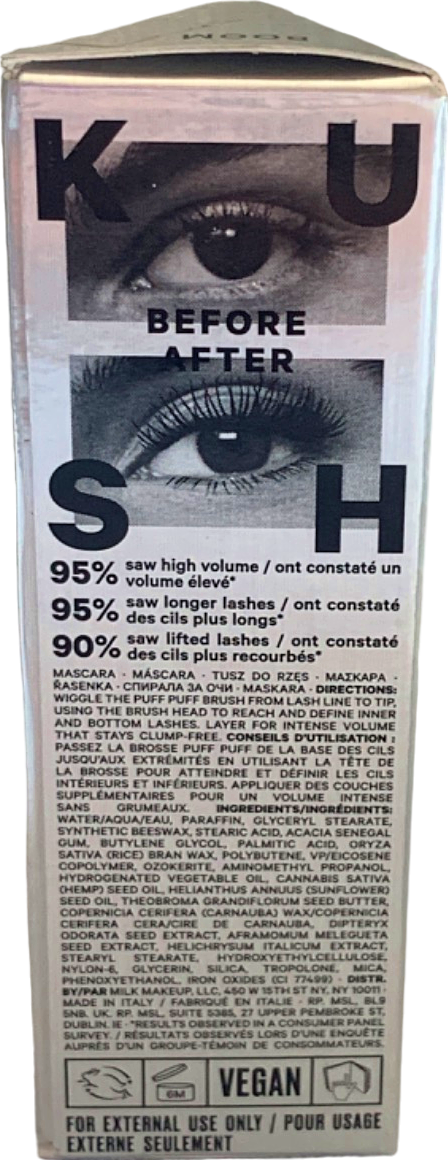 ROOM
K U
BEFORE
AFTER
S H
95% saw high volume / ont constaté un
volume élevé*
95% saw longer lashes / ont constaté
des cils plus longs*
90% saw lifted lashes / ont constaté
des cils plus recourbés*
MASCARA · MÁSCARA · TUSZ DO RZĘS · ΜΑΣΚΑΡΑ ·
ŘASENKA · СПИРАЛА ЗА ОЧИ · MASKARA · DIRECTIONS:
WIGGLE THE PUFF PUFF BRUSH FROM LASH LINE TO TIP,
USING THE BRUSH HEAD TO REACH AND DEFINE INNER
AND BOTTOM LASHES. LAYER FOR INTENSE VOLUME
THAT STAYS CLUMP-FREE. CONSEILS D'UTILISATION :
PASSEZ LA BROSSE PUFF PUFF DE LA BASE DES CILS
JUSQU'AUX EXTRÉMITÉS EN UTILISANT LA TÊTE DE
LA BROSSE POUR ATTEINDRE ET DÉFINIR LES CILS
INTÉRIEURS ET INFÉRIEURS. APPLIQUER DES COUCHES
SUPPLÉMENTAIRES POUR UN VOLUME INTENSE
SANS GRUMEAUX. INGREDIENTS/INGRÉDIENTS:
WATER/AQUA/EAU, PARAFFIN, GLYCERYL STEARATE,
SYNTHETIC BEESWAX, STEARIC ACID, ACACIA SENEGAL
GUM, BUTYLENE GLYCOL, PALMITIC ACID, ORYZA
SATIVA (RICE) BRAN WAX, POLYBUTENE, VP/EICOSENE
COPOLYMER, OZOKERITE, AMINOMETHYL PROPANOL,
HYDROGENATED VEGETABLE OIL, CANNABIS SATIVA
(HEMP) SEED OIL, HELIANTHUS ANNUUS (SUNFLOWER)
SEED OIL, THEOBROMA GRANDIFLORUM SEED BUTTER,
COPERNICIA CERIFERA (CARNAUBA) WAX/COPERNICIA
CERIFERA CERA/CIRE DE CARNAUBA, DIPTERYX
ODORATA SEED EXTRACT, AFRAMOMUM MELEGUETA
SEED EXTRACT, HELICHRYSUM ITALICUM EXTRACT,
STEARYL STEARATE, HYDROXYETHYLCELLULOSE,
NYLON-6, GLYCERIN, SILICA, TROPOLONE, MICA,
PHENOXYETHANOL, IRON OXIDES (CI 77499) · DISTR.
BY/PAR MILK MAKEUP, LLC, 450 W 15TH ST NY, NY 10011 ·
MADE IN ITALY / FABRIQUÉ EN ITALIE · RP. MSL, BL9
5NB. UK. RP. MSL, SUITE 5385, 27 UPPER PEMBROKE ST,
DUBLIN. IE · *RESULTS OBSERVED IN A CONSUMER PANEL
SURVEY. / RÉSULTATS OBSERVÉS LORS D'UNE ENQUÊTE
AUPRÈS D'UN GROUPE-TÉMOIN DE CONSOMMATEURS.
6M VEGAN
FOR EXTERNAL USE ONLY / POUR USAGE
EXTERNE SEULEMENT